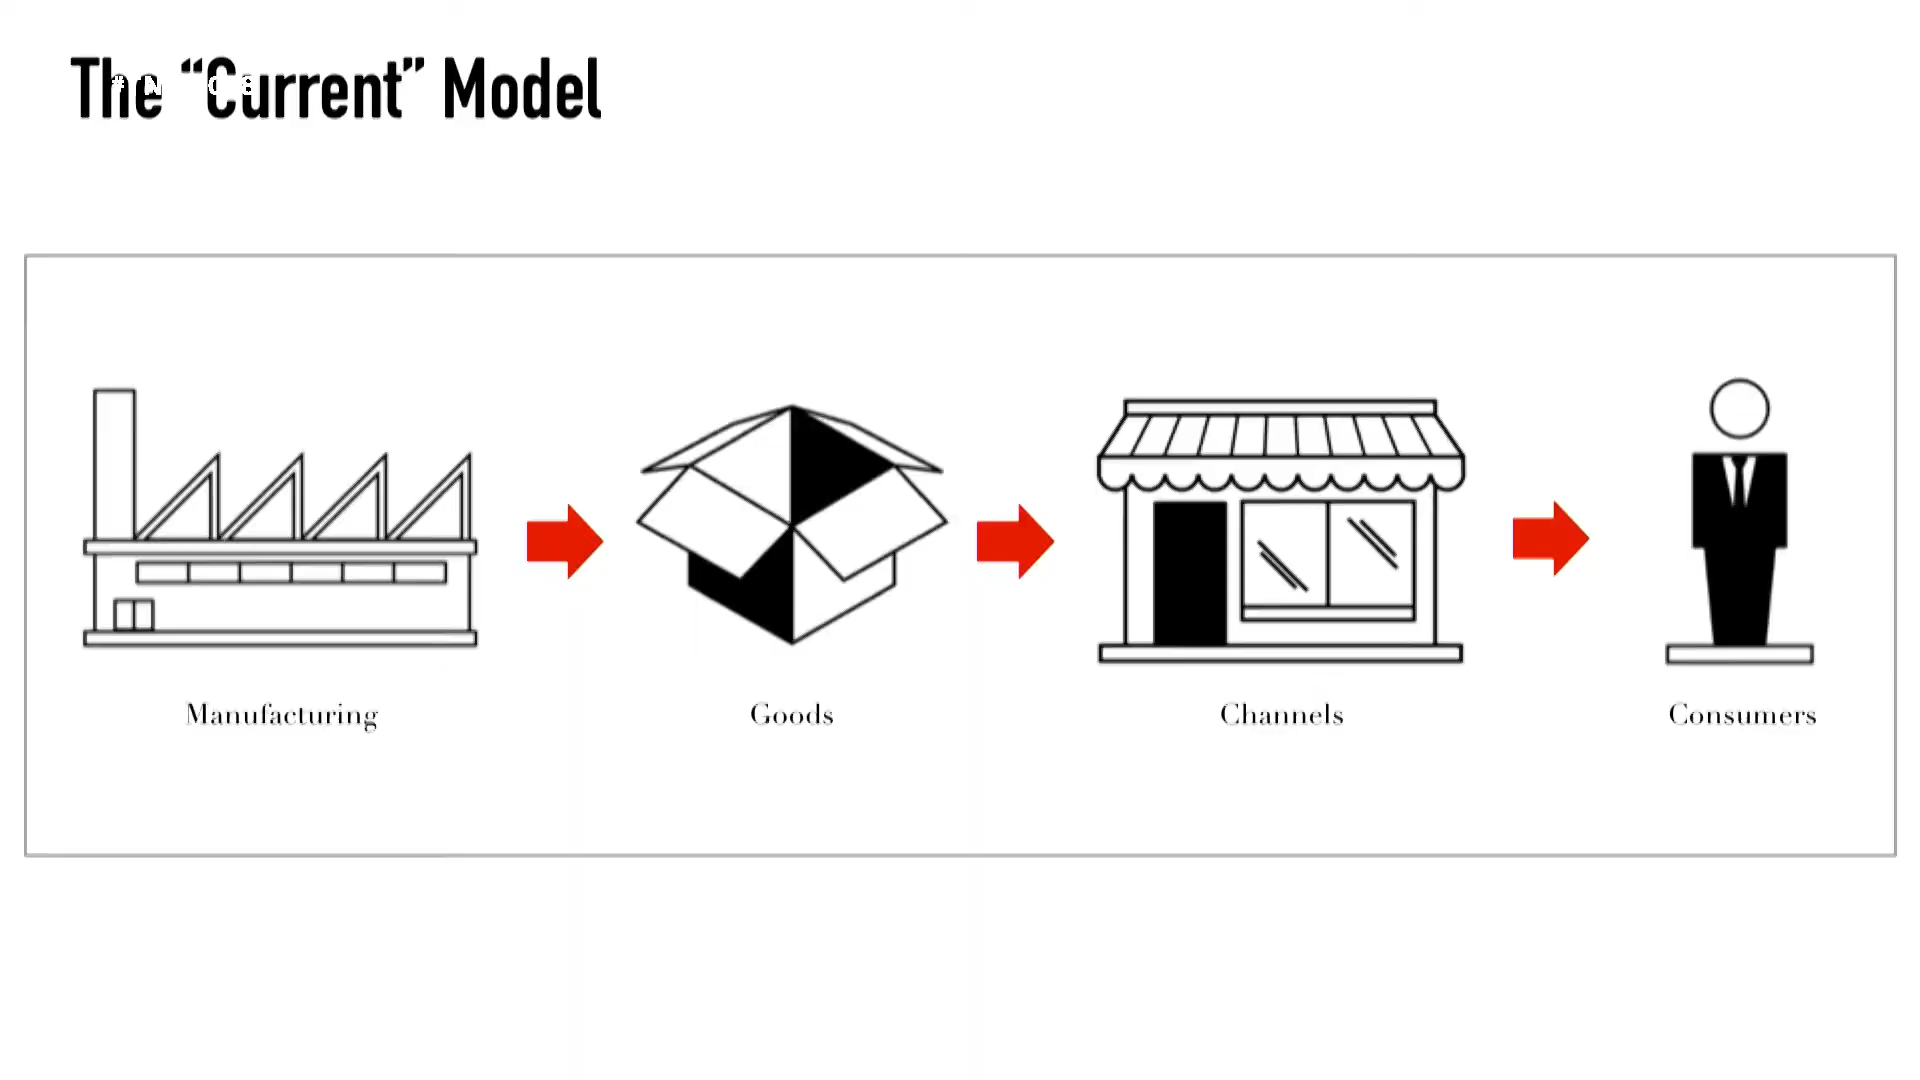 The “Current” Model
Manufacturing
Goods
Channels
Consumers